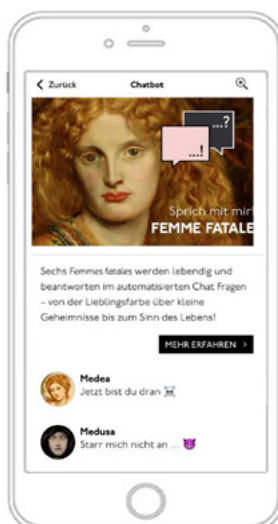 Zurück Chatbot
...?
...!
Sprich mit mir!
FEMME FATALE
Sechs Femmes fatales werden lebendig und
beantworten im automatisierten Chat Fragen
– von der Lieblingsfarbe über kleine
Geheimnisse bis zum Sinn des Lebens!
MEHR ERFAHREN >
Medea
Jetzt bist du dran ☠️
Medusa
Starr mich nicht an ... 😈